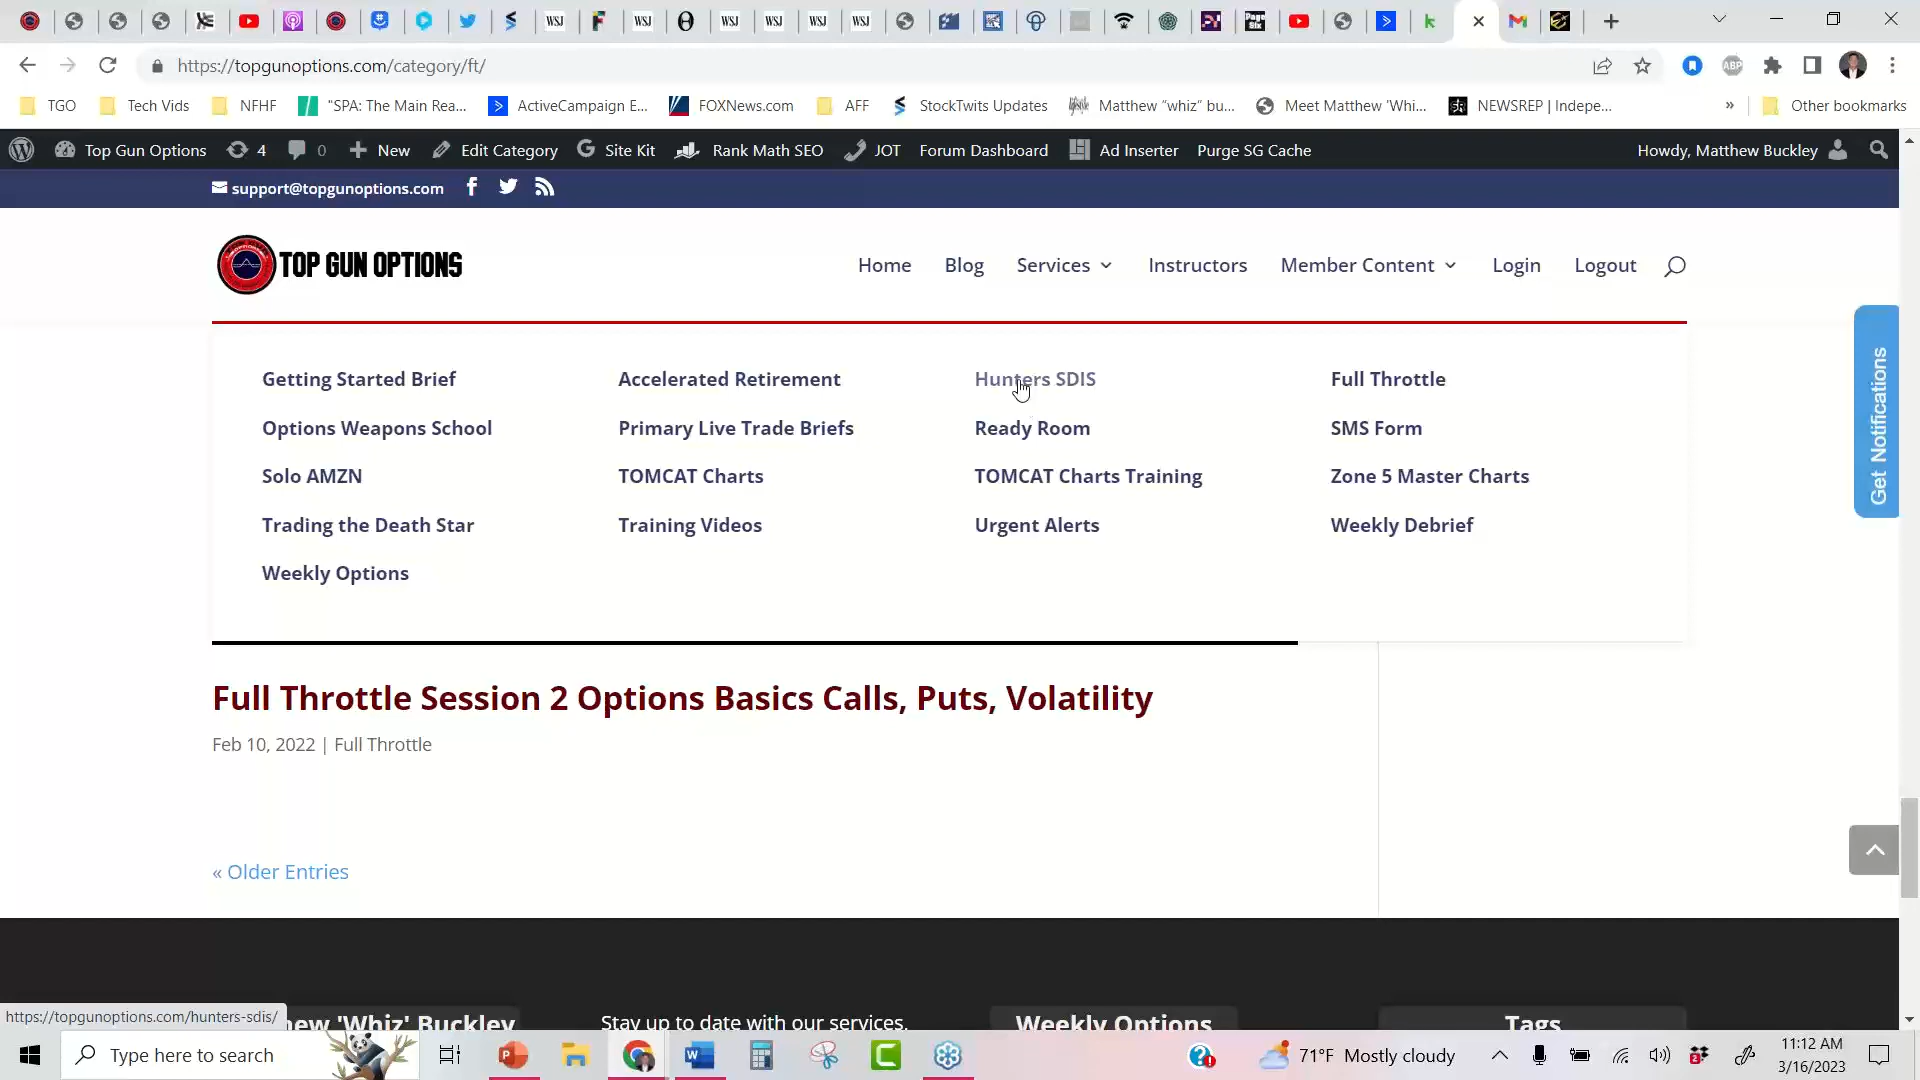 WSJ
WSJ
WSJ
WSJ
WSJ
WSJ
https://topgunoptions.com/category/ft/
TGO
Tech Vids
NFHF
"SPA: The Main Rea...
ActiveCampaign E...
FOXNews.com
AFF
StockTwits Updates
Matthew "whiz" bu...
Meet Matthew 'Whi...
NEWSREP | Indepe...
»
Other bookmarks
Top Gun Options
4
0
New
Edit Category
Site Kit
Rank Math SEO
JOT
Forum Dashboard
Ad Inserter
Purge SG Cache
Howdy, Matthew Buckley
support@topgunoptions.com
TOP GUN OPTIONS
Home
Blog
Services
Instructors
Member Content
Login
Logout
Get Notifications
Getting Started Brief
Accelerated Retirement
Hunters SDIS
Full Throttle
Options Weapons School
Primary Live Trade Briefs
Ready Room
SMS Form
Solo AMZN
TOMCAT Charts
TOMCAT Charts Training
Zone 5 Master Charts
Trading the Death Star
Training Videos
Urgent Alerts
Weekly Debrief
Weekly Options
Full Throttle Session 2 Options Basics Calls, Puts, Volatility
Feb 10, 2022 | Full Throttle
« Older Entries
https://topgunoptions.com/hunters-sdis/
'Whiz' Buckley
Stay up to date with our services,
Weekly Options
Tags
Type here to search
71°F Mostly cloudy
11:12 AM
3/16/2023